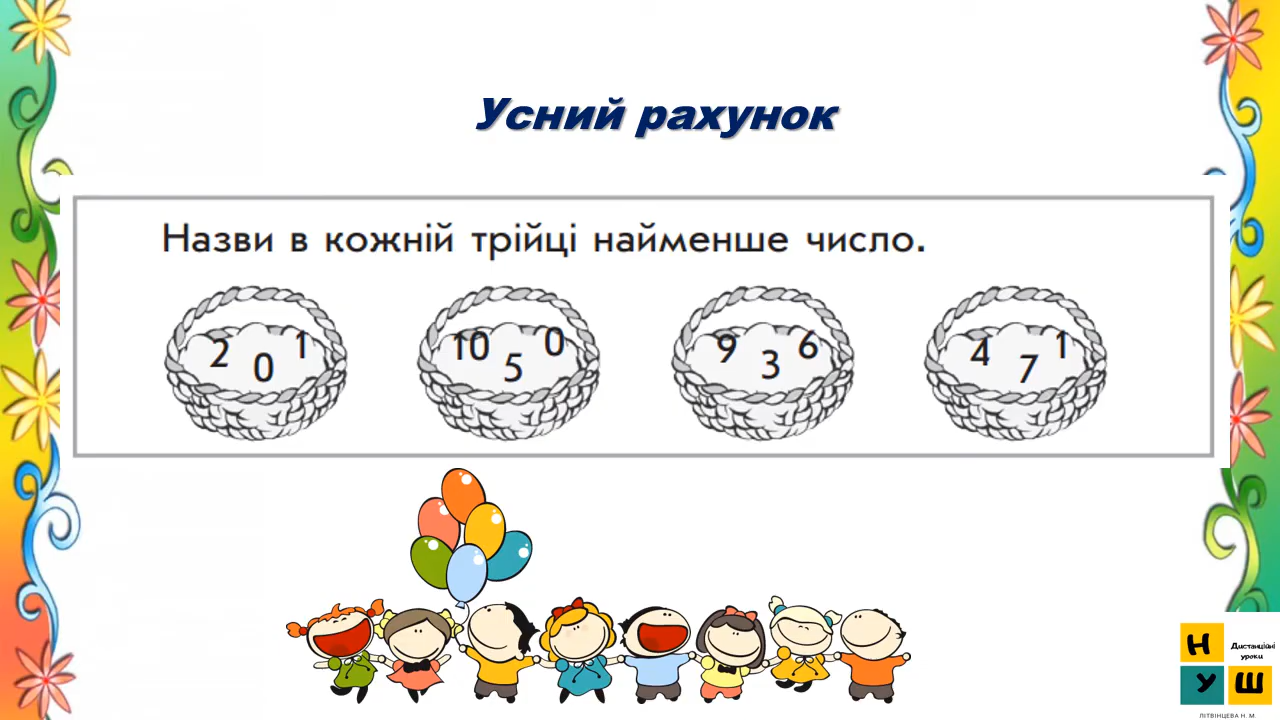 Усний рахунок
Назви в кожній трійці найменше число.
2 0 1
10 5 0
9 3 6
4 7 1
Н
Дистанційні
уроки
У Ш
ЛІТВІНЦЕВА Н. М.